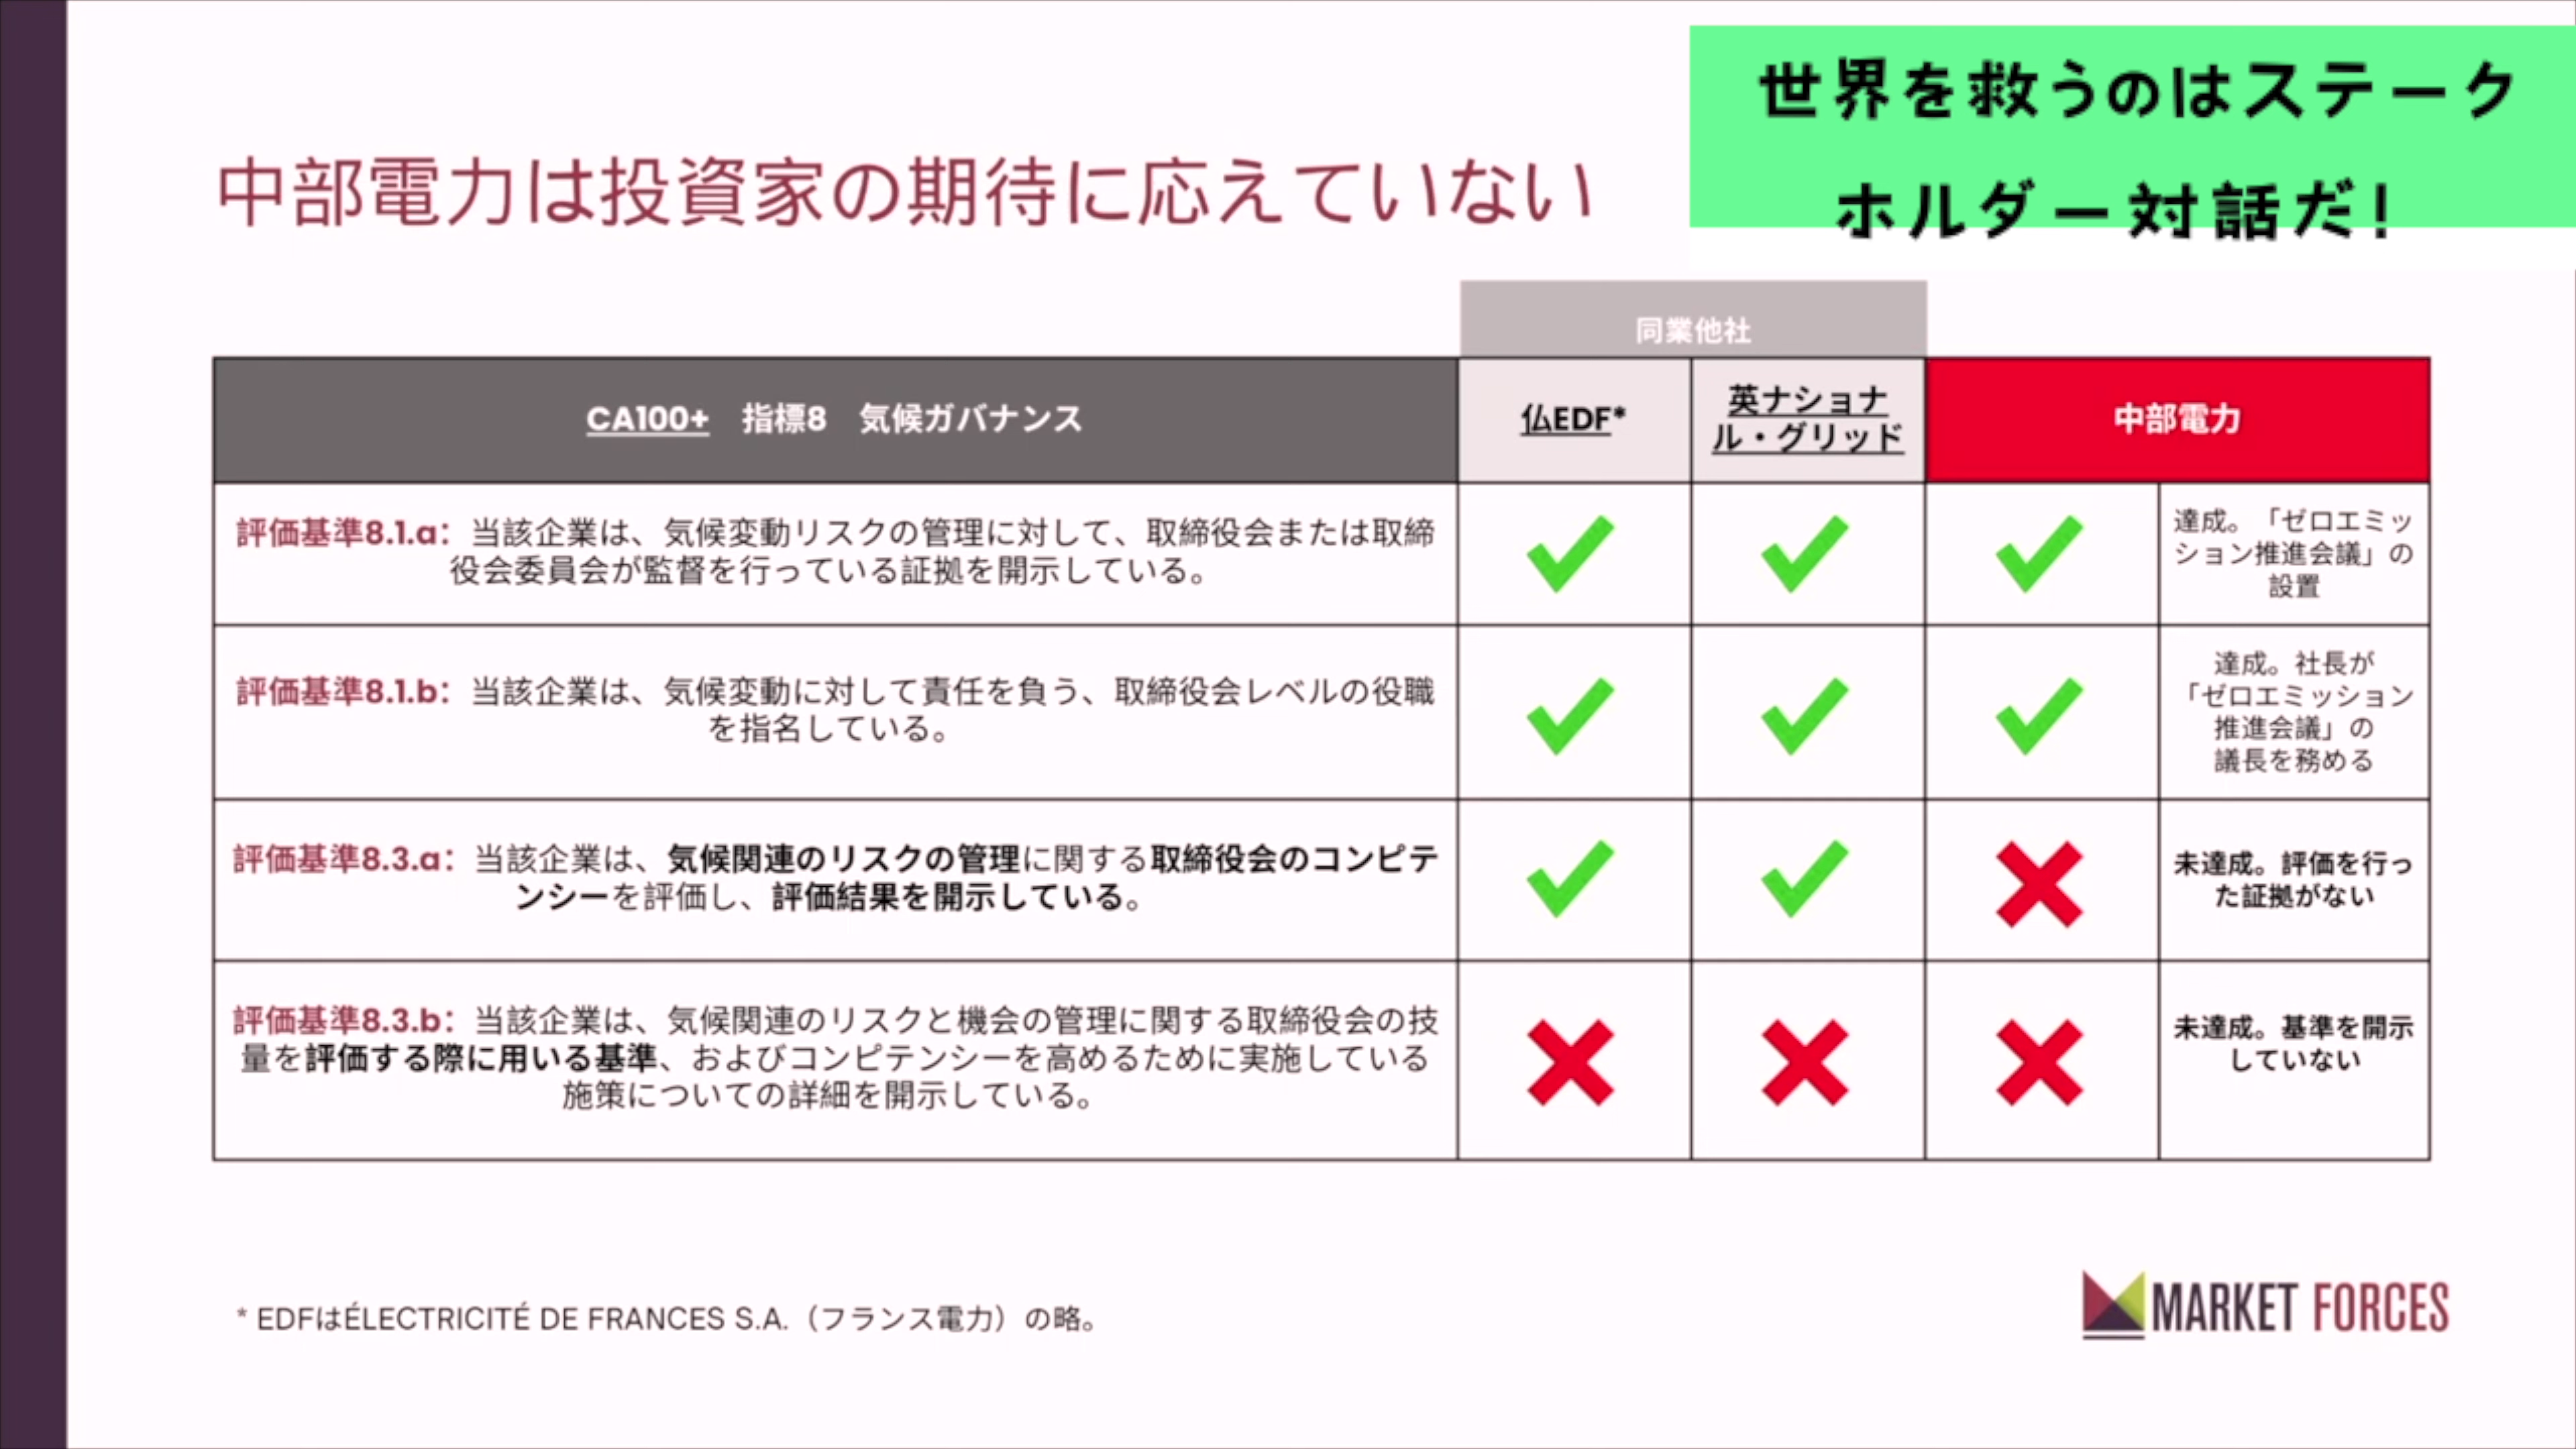 世界を救うのはステーク
ホルダー対話だ！
中部電力は投資家の期待に応えていない
同業他社
CA100+　指標8　気候ガバナンス
仏EDF*
英ナショナ
ル・グリッド
中部電力
評価基準8.1.a：当該企業は、気候変動リスクの管理に対して、取締役会または取締
役会委員会が監督を行っている証拠を開示している。
達成。「ゼロエミッ
ション推進会議」の
設置
評価基準8.1.b：当該企業は、気候変動に対して責任を負う、取締役会レベルの役職
を指名している。
達成。社長が
「ゼロエミッション
推進会議」の
議長を務める
評価基準8.3.a：当該企業は、気候関連のリスクの管理に関する取締役会のコンピテ
ンシーを評価し、評価結果を開示している。
未達成。評価を行っ
た証拠がない
評価基準8.3.b：当該企業は、気候関連のリスクと機会の管理に関する取締役会の技
量を評価する際に用いる基準、およびコンピテンシーを高めるために実施している
施策についての詳細を開示している。
未達成。基準を開示
していない
* EDFはÉLECTRICITÉ DE FRANCES S.A.（フランス電力）の略。
MARKET FORCES